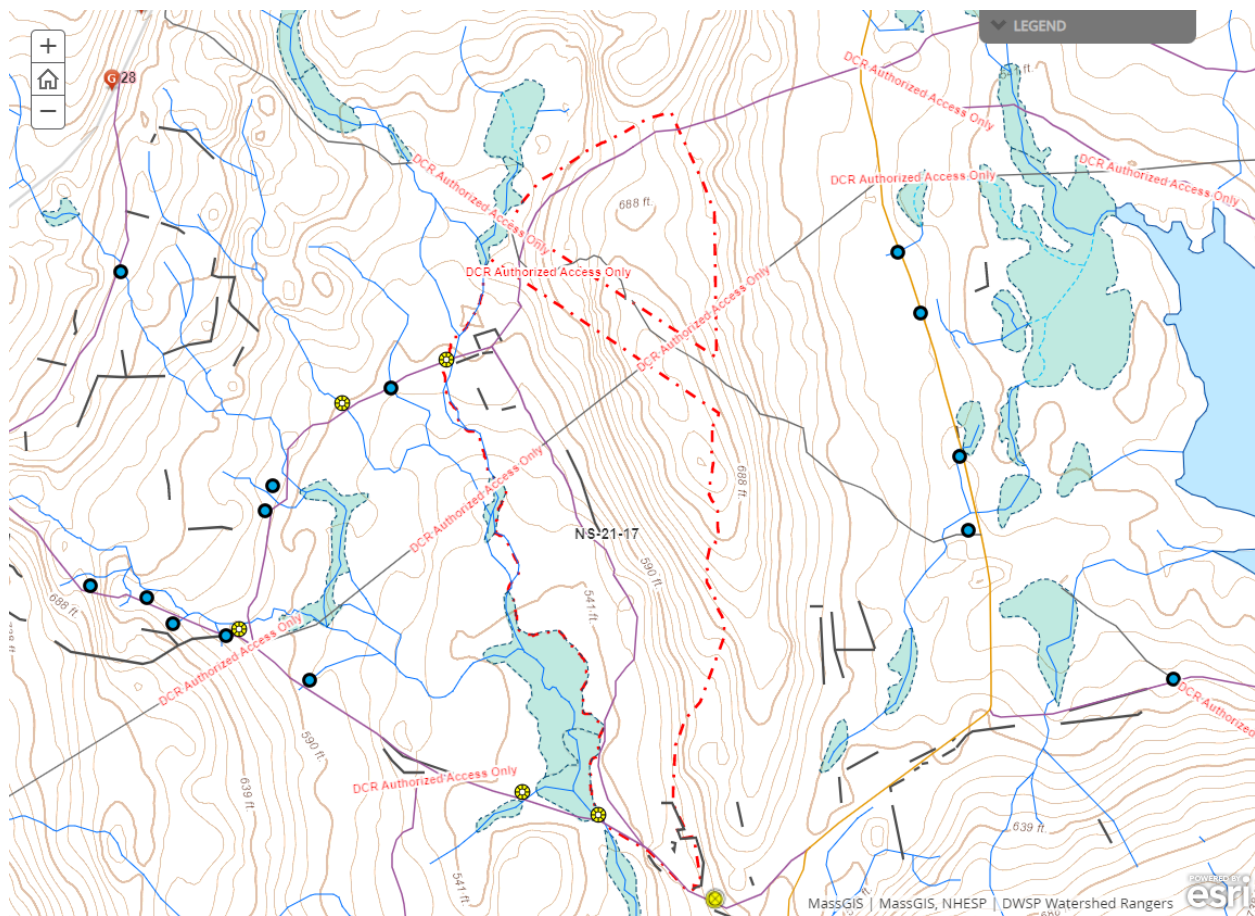 +
−
G 28
LEGEND
DCR Authorized Access Only
DCR Authorized Access Only
DCR Authorized Access Only
DCR Authorized Access Only
688 ft.
DCR Authorized Access Only
DCR Authorized Access Only
DCR Authorized Access Only
688 ft.
DCR Authorized Access Only
NS-21-17
590 ft.
541 ft.
688 ft.
DCR Authorized Access Only
DCR Authorized
590 ft.
639 ft.
DCR Authorized Access Only
639 ft.
541 ft.
MassGIS | MassGIS, NHESP | DWSP Watershed Rangers
POWERED BY
esri